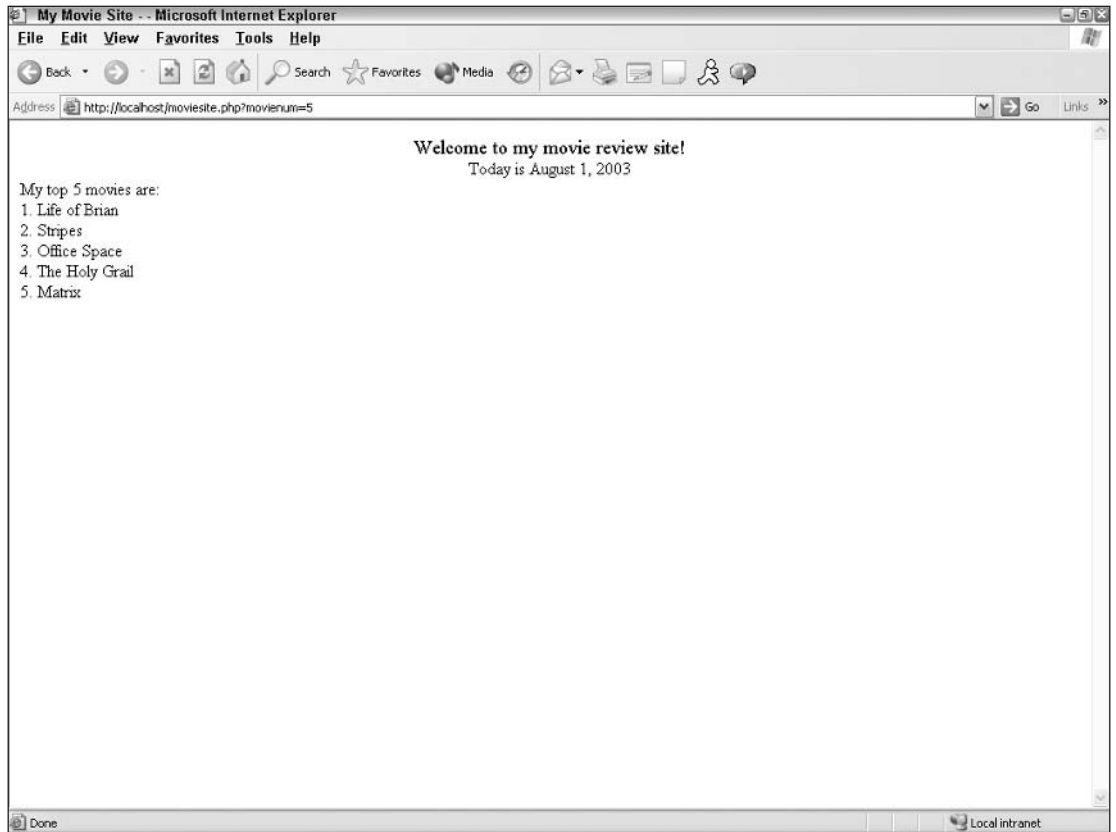 My Movie Site - - Microsoft Internet Explorer
File Edit View Favorites Tools Help
Back Search Favorites Media
Address http://localhost/moviesite.php?movienum=5 Go Links »
Welcome to my movie review site!
Today is August 1, 2003
My top 5 movies are:
1. Life of Brian
2. Stripes
3. Office Space
4. The Holy Grail
5. Matrix
Done Local intranet